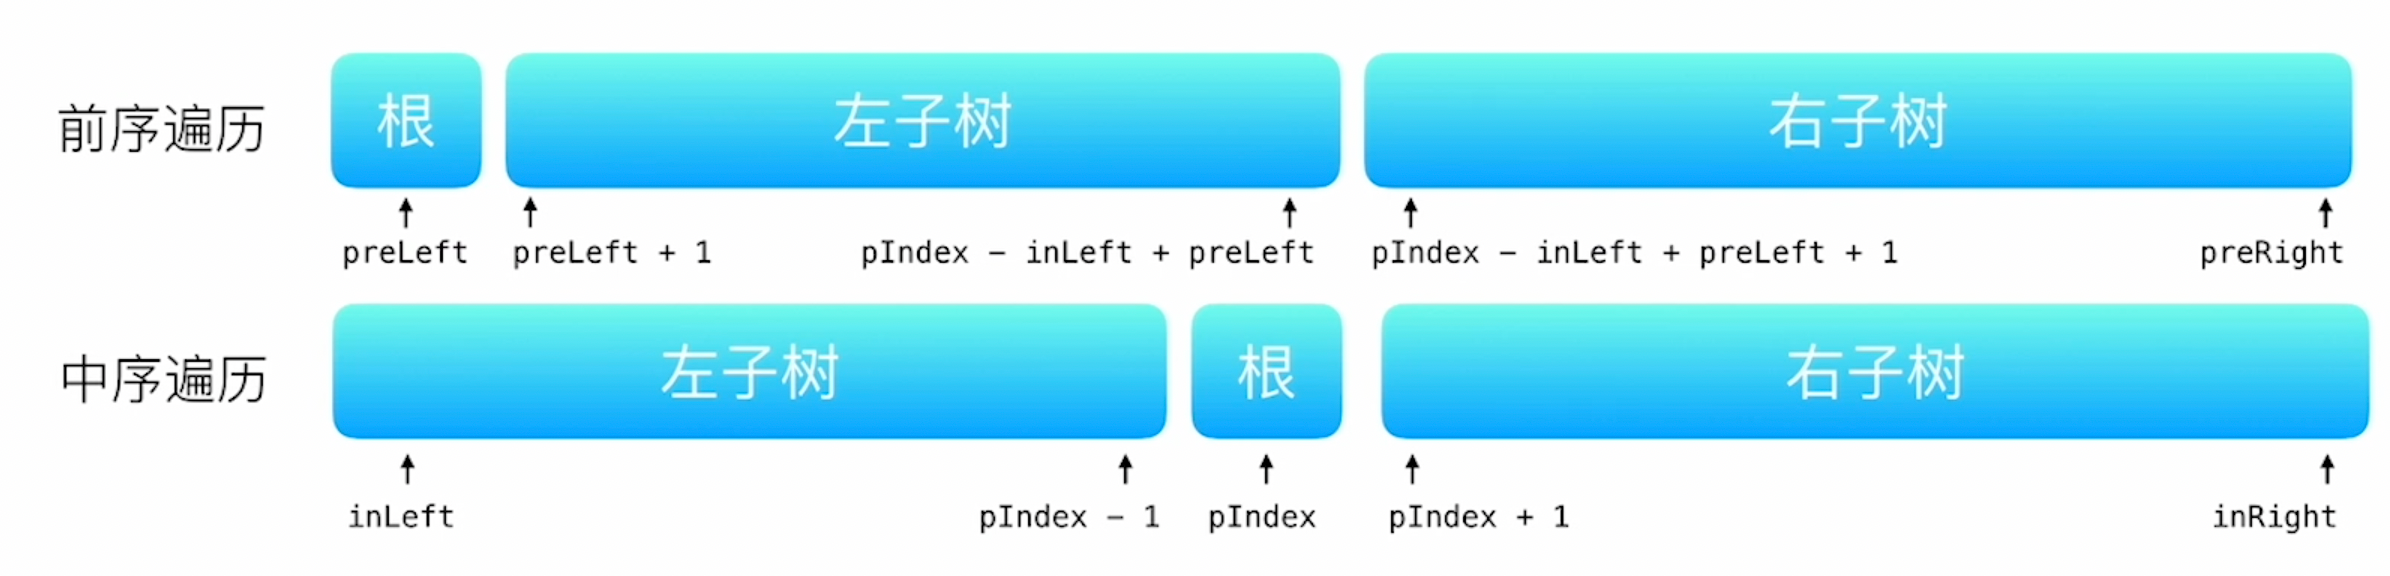 前序遍历 根 左子树 右子树
preLeft preLeft + 1 pIndex − inLeft + preLeft pIndex − inLeft + preLeft + 1 preRight
中序遍历 左子树 根 右子树
inLeft pIndex − 1 pIndex pIndex + 1 inRight